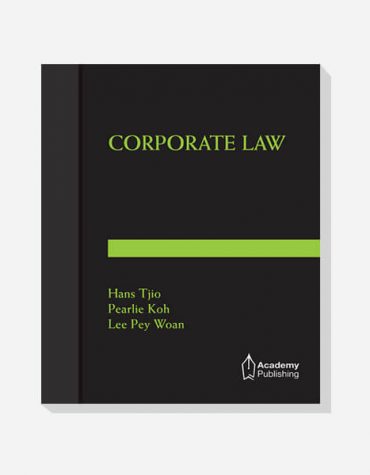 CORPORATE LAW
Hans Tjio
Pearlie Koh
Lee Pey Woan
Academy
Publishing